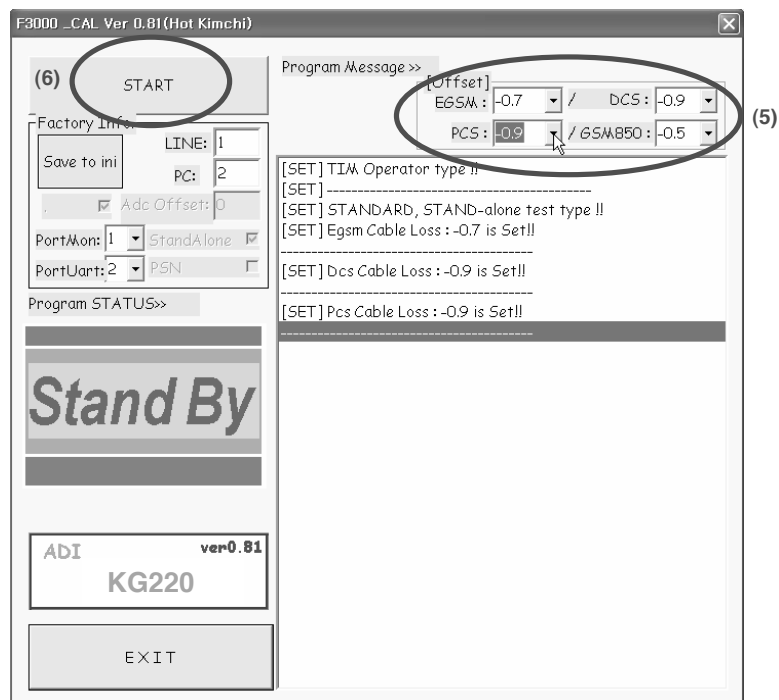 F3000 _CAL Ver 0.81(Hot Kimchi)
(6)
START
Program Message >>
[Offset]
EGSM : -0.7 / DCS : -0.9
PCS : -0.9 / GSM850 : -0.5
(5)
Factory Info
Save to ini
LINE: 1
PC: 2
. Adc Offset: 0
PortMon: 1 StandAlone
PortUart: 2 PSN
Program STATUS>>
Stand By
ADI ver0.81
KG220
EXIT
[SET] TIM Operator type !!
[SET] ------------------------------------------
[SET] STANDARD, STAND-alone test type !!
[SET] Egsm Cable Loss : -0.7 is Set!!
----------------------------------------
[SET] Dcs Cable Loss : -0.9 is Set!!
----------------------------------------
[SET] Pcs Cable Loss : -0.9 is Set!!
----------------------------------------